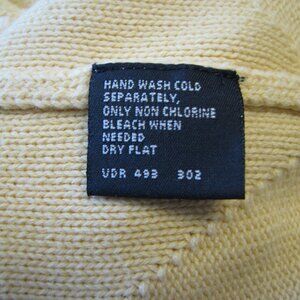 HAND WASH COLD
SEPARATELY,
ONLY NON CHLORINE
BLEACH WHEN
NEEDED
DRY FLAT
VDR 493 302